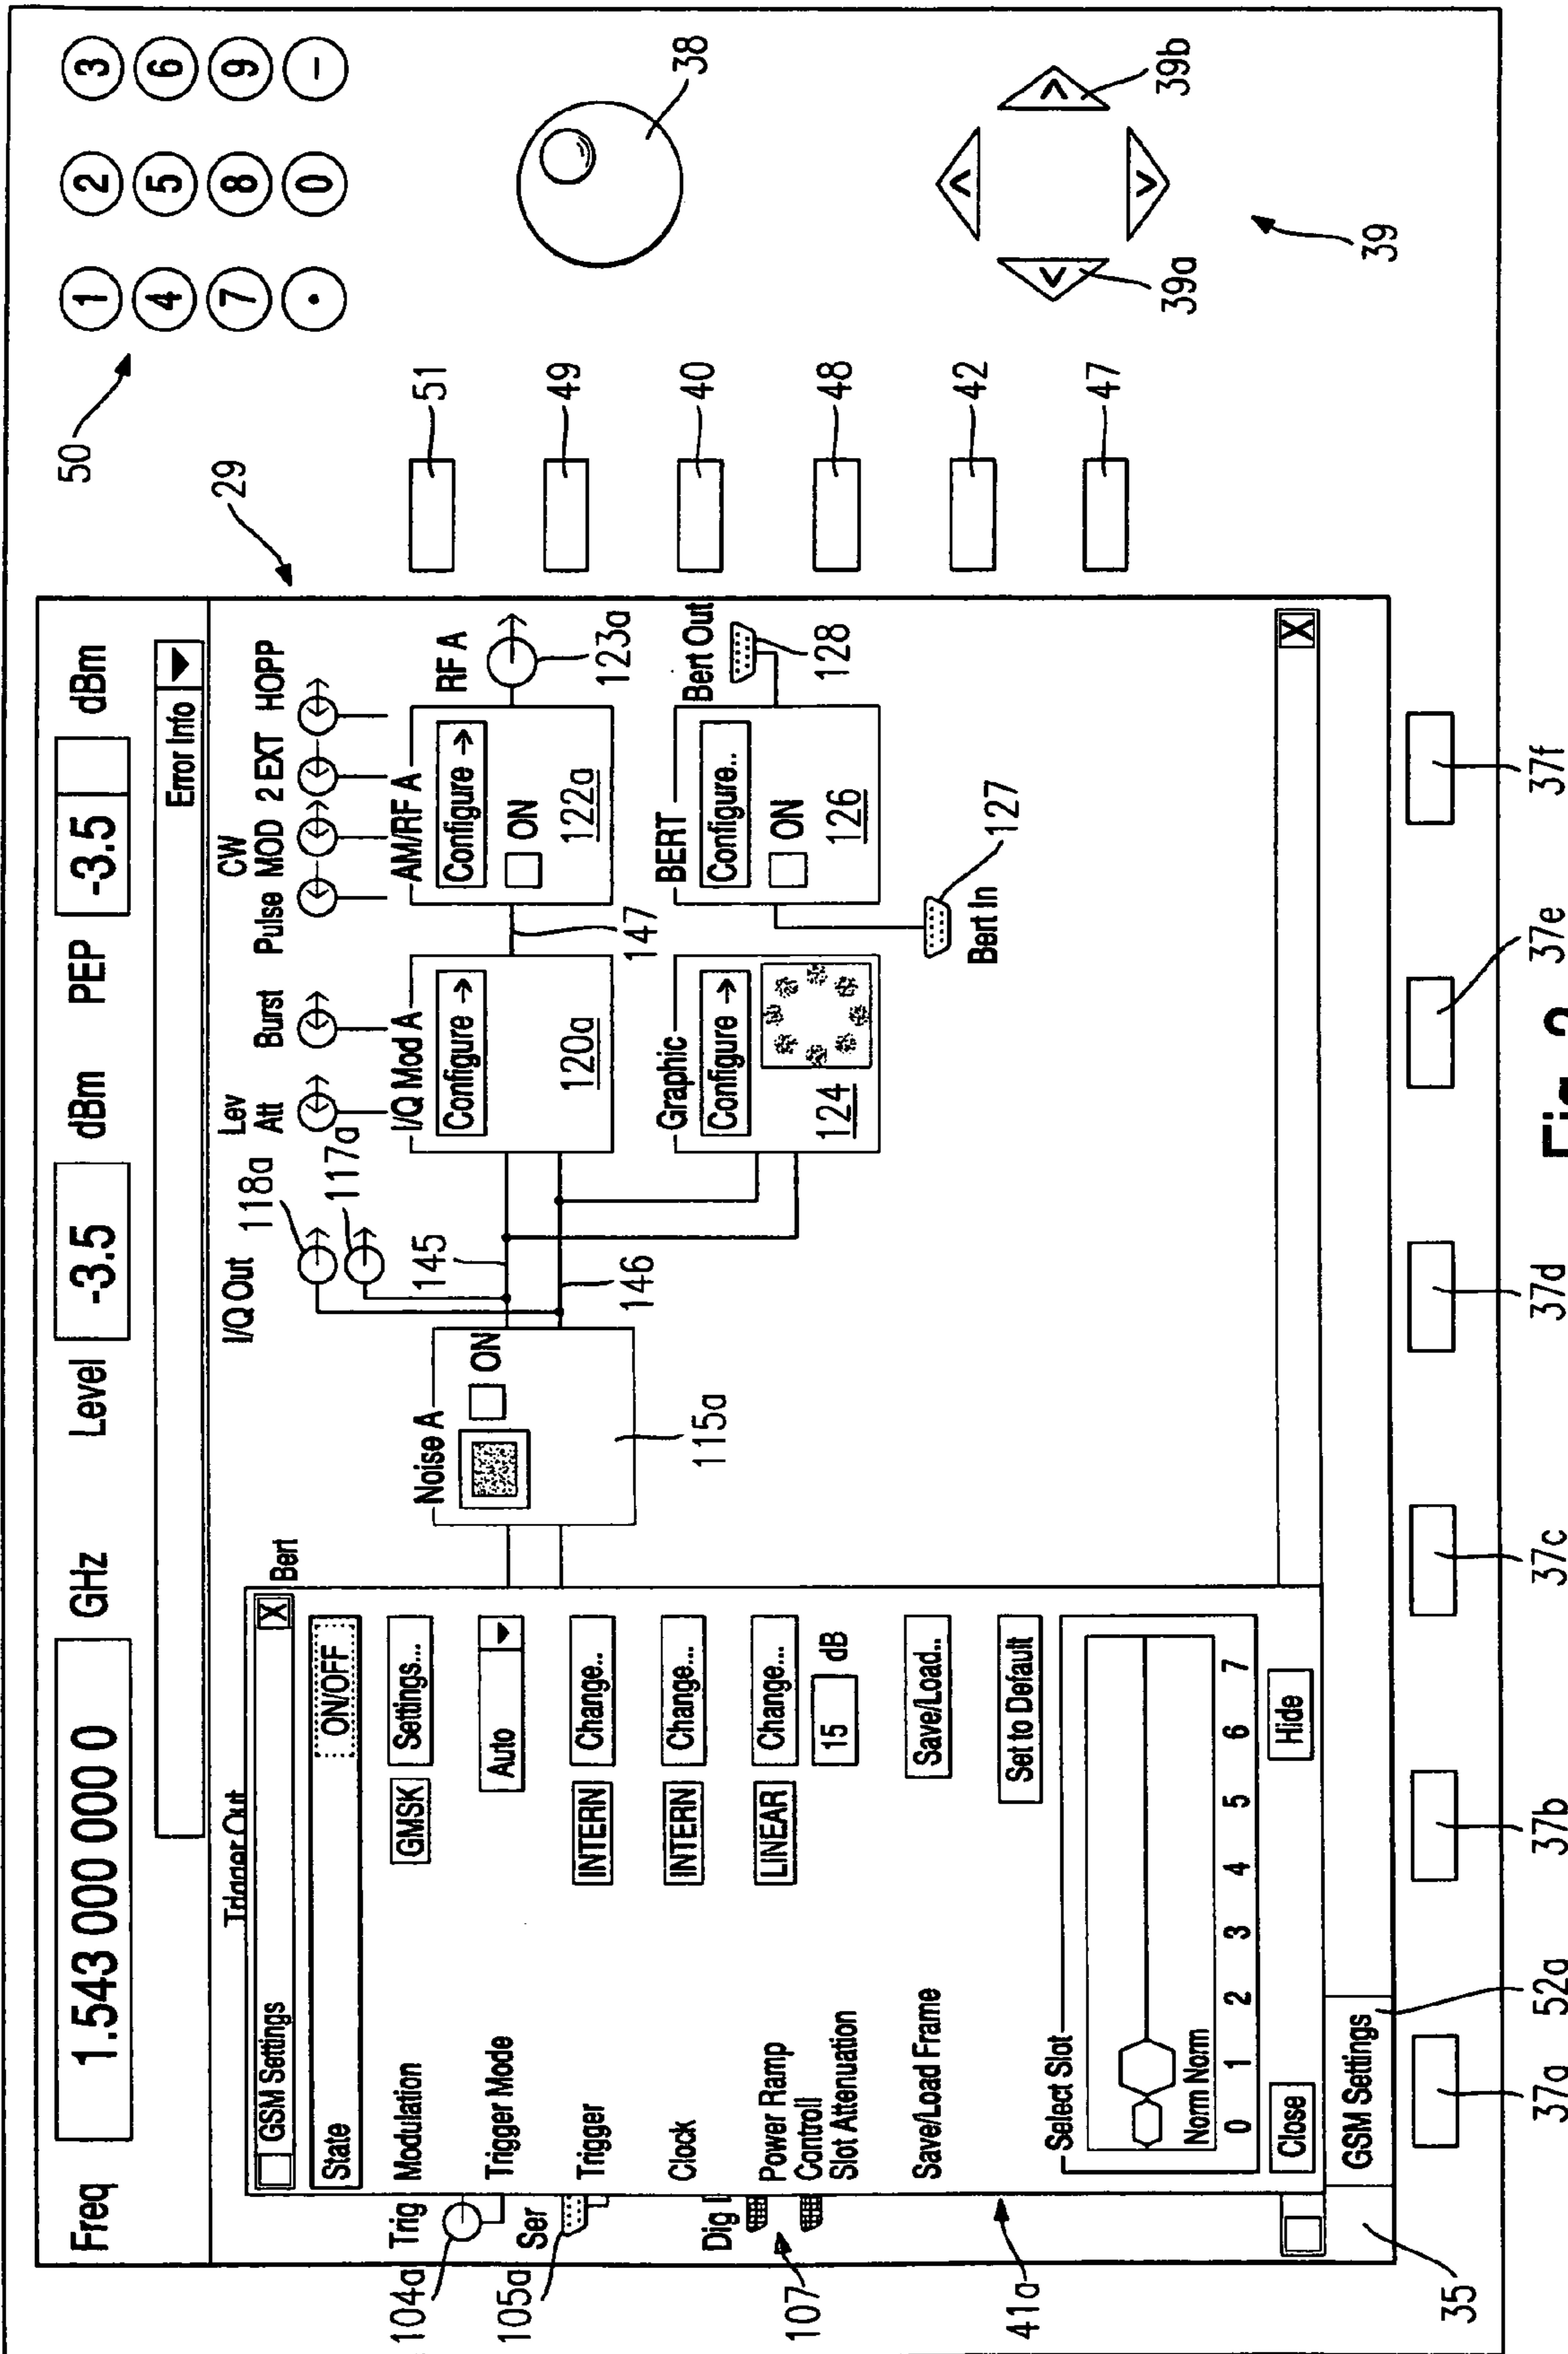 Freq 1.543 000 000 0 GHz Level -3.5 dBm PEP -3.5 dBm
Error Info
1 2 3
4 5 6
7 8 9
. 0 -
50
29
Trigger Out
Bert
I/Q Out
Lev
Att
Burst
Pulse
CW
MOD
2 EXT
HOPP
118a
117a
104a
Trig
105a
Ser
Dig
107
41a
GSM Settings X
State ON/OFF
Modulation GMSK Settings...
Trigger Mode Auto
Trigger INTERN Change..
Clock INTERN Change...
Power Ramp
Controll LINEAR Change...
Slot Attenuation 15 dB
Save/Load Frame Save/Load..
Set to Default
Select Slot
Norm Norm
0 1 2 3 4 5 6 7
Close Hide
Noise A
ON
115a
145
146
I/Q Mod A
Configure →
120a
147
AM/RF A
Configure →
ON
122a
RF A
123a
Graphic
Configure →
124
BERT
Configure..
ON
126
Bert Out
128
127
Bert In
X
51
49
40
48
42
47
38
< ^ > v
39a
39b
39
35
GSM Settings
52a
37a
37b
37c
37d
37e
37f